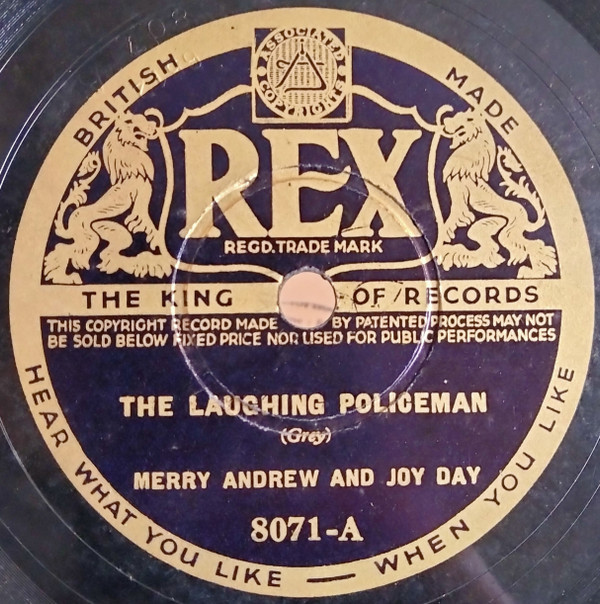 BRITISH MADE
ASSOCIATED
COPYRIGHTS
REX
REGD. TRADE MARK
THE KING OF RECORDS
THIS COPYRIGHT RECORD MADE BY PATENTED PROCESS MAY NOT
BE SOLD BELOW FIXED PRICE NOR USED FOR PUBLIC PERFORMANCES
THE LAUGHING POLICEMAN
(Grey)
MERRY ANDREW AND JOY DAY
8071-A
HEAR WHAT YOU LIKE — WHEN YOU LIKE